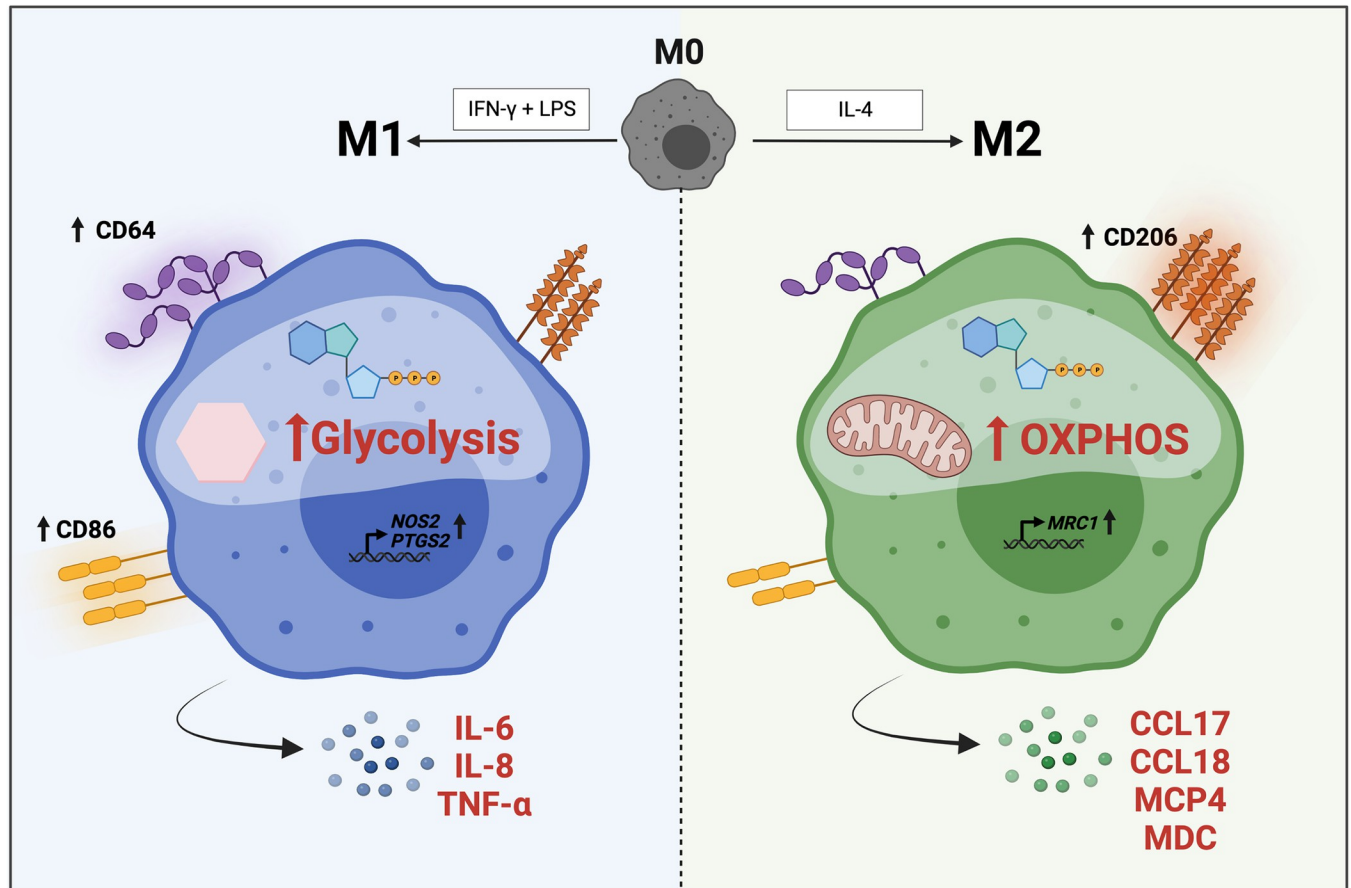 M0
IFN-γ + LPS
IL-4
M1
M2
CD64
CD206
P P P
P P P
Glycolysis
OXPHOS
CD86
NOS2
PTGS2
MRC1
IL-6
IL-8
TNF-α
CCL17
CCL18
MCP4
MDC